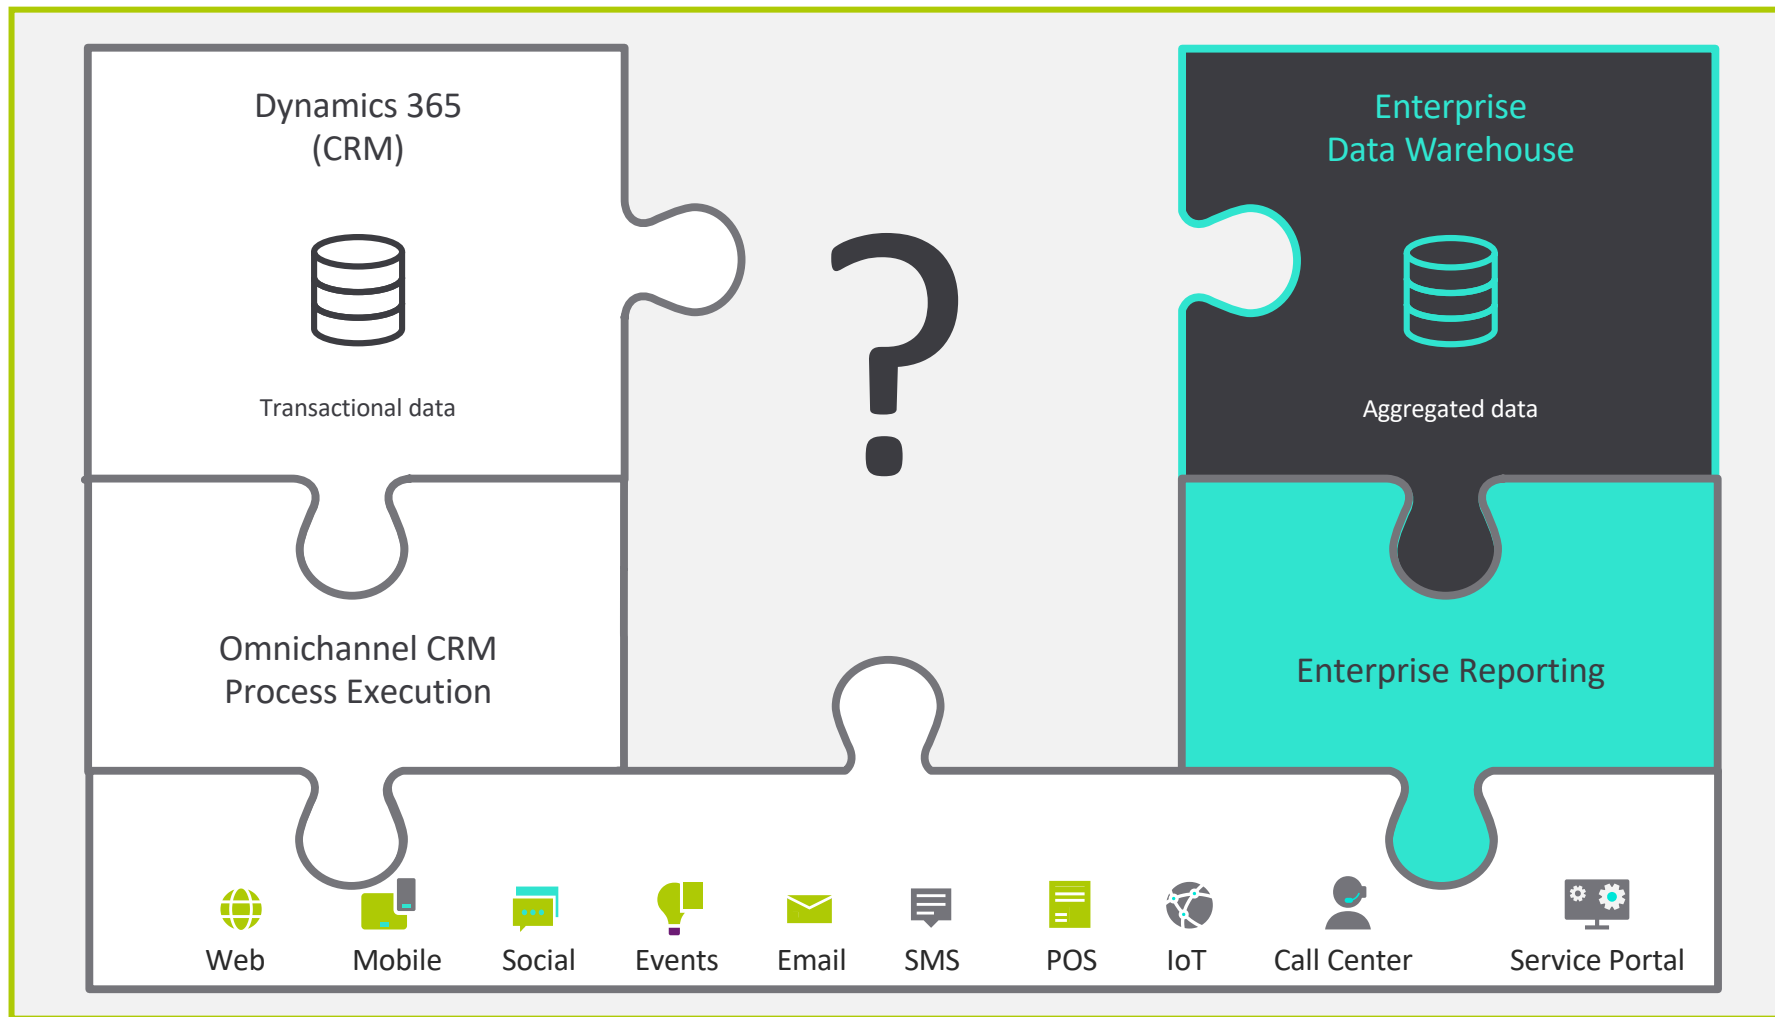 Dynamics 365
(CRM)
Transactional data
?
Enterprise
Data Warehouse
Aggregated data
Omnichannel CRM
Process Execution
Enterprise Reporting
Web
Mobile
Social
Events
Email
SMS
POS
IoT
Call Center
Service Portal